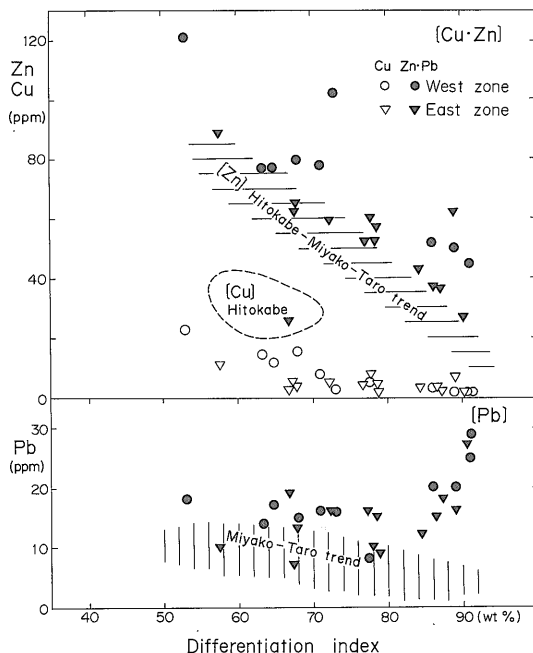 120
[Cu·Zn]
Zn
Cu
(ppm)
Cu Zn·Pb
West zone
East zone
80
[Zn] Hitokabe-Miyako-Taro trend
40
[Cu]
Hitokabe
0
30
[Pb]
Pb
(ppm)
20
Miyako-Taro trend
10
0
40 50 60 70 80 90 (wt %)
Differentiation index